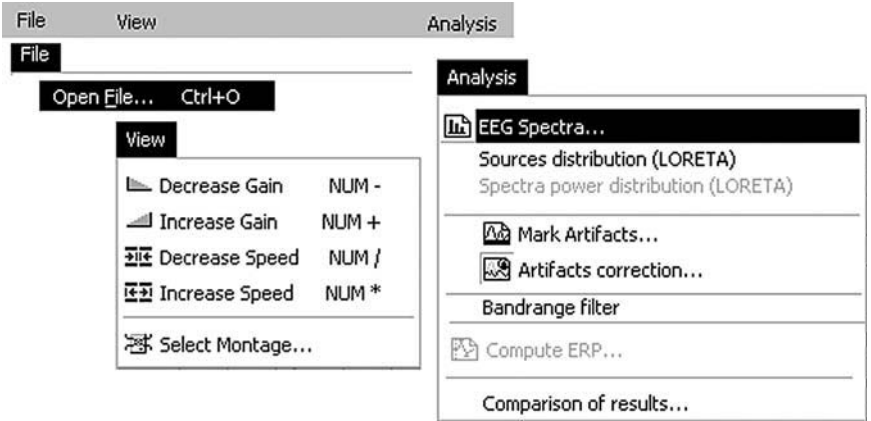 File View Analysis
File
Open File... Ctrl+O
View
Decrease Gain NUM -
Increase Gain NUM +
Decrease Speed NUM /
Increase Speed NUM *
Select Montage...
Analysis
EEG Spectra...
Sources distribution (LORETA)
Spectra power distribution (LORETA)
Mark Artifacts...
Artifacts correction...
Bandrange filter
Compute ERP...
Comparison of results...